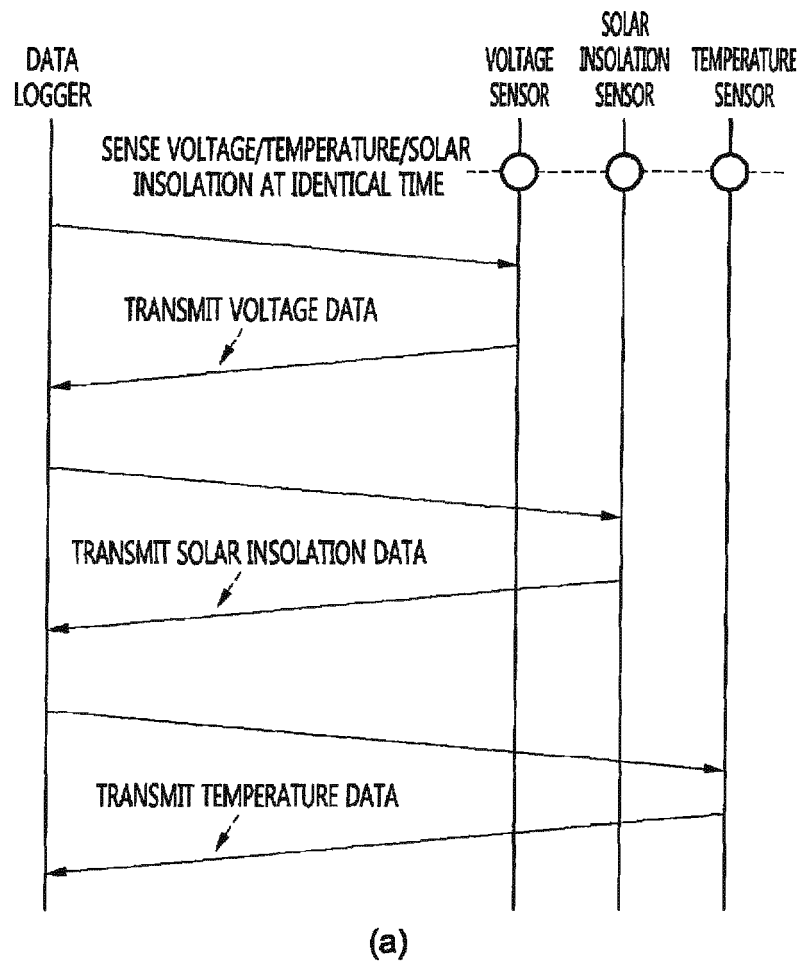 DATA
LOGGER
VOLTAGE
SENSOR
SOLAR
INSOLATION
SENSOR
TEMPERATURE
SENSOR
SENSE VOLTAGE/TEMPERATURE/SOLAR
INSOLATION AT IDENTICAL TIME
TRANSMIT VOLTAGE DATA
TRANSMIT SOLAR INSOLATION DATA
TRANSMIT TEMPERATURE DATA
(a)